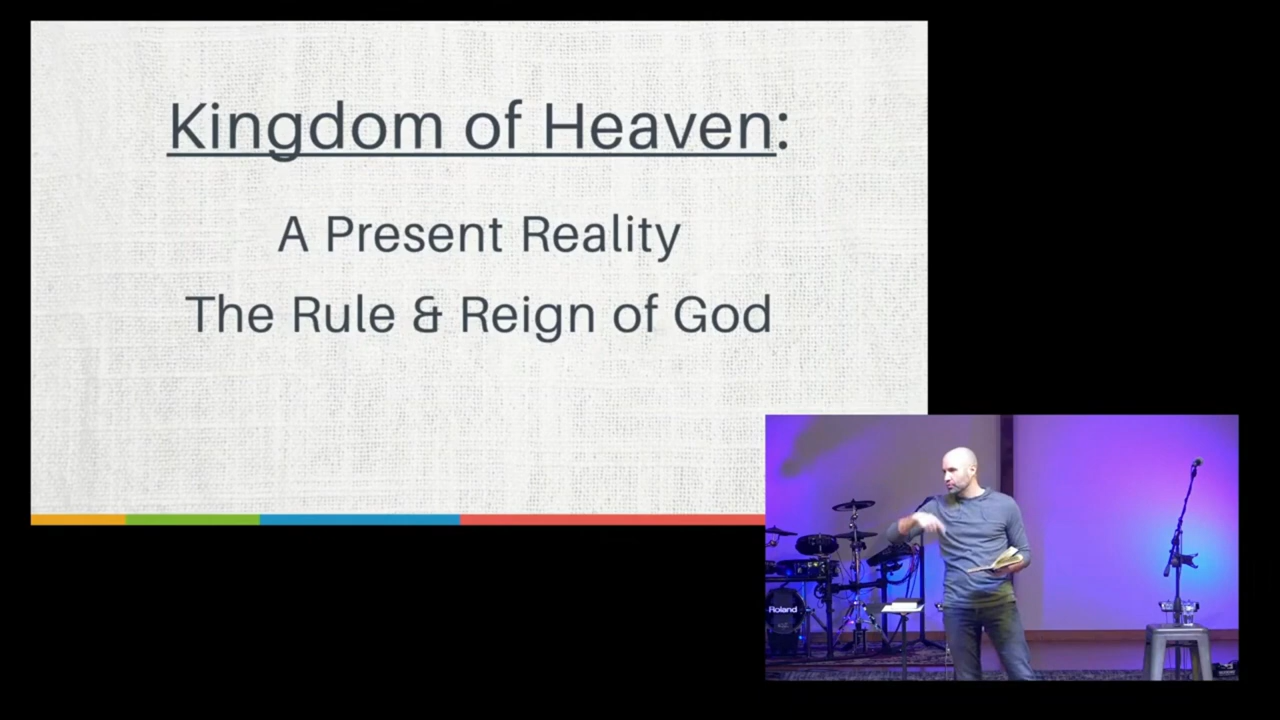 Kingdom of Heaven:
A Present Reality
The Rule & Reign of God
Roland